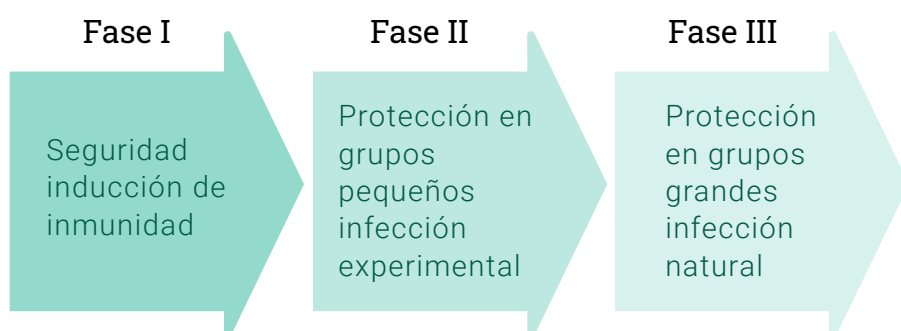 Fase I
Seguridad
inducción de
inmunidad
Fase II
Protección en
grupos
pequeños
infección
experimental
Fase III
Protección
en grupos
grandes
infección
natural